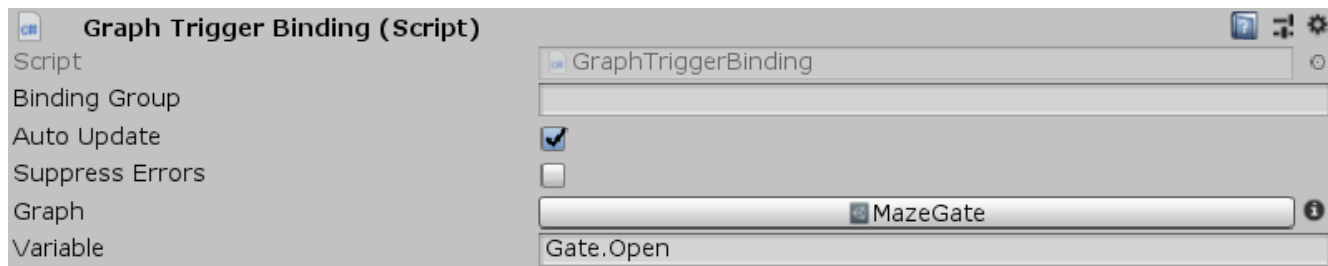 Graph Trigger Binding (Script)
Script GraphTriggerBinding
Binding Group
Auto Update
Suppress Errors
Graph MazeGate
Variable Gate.Open